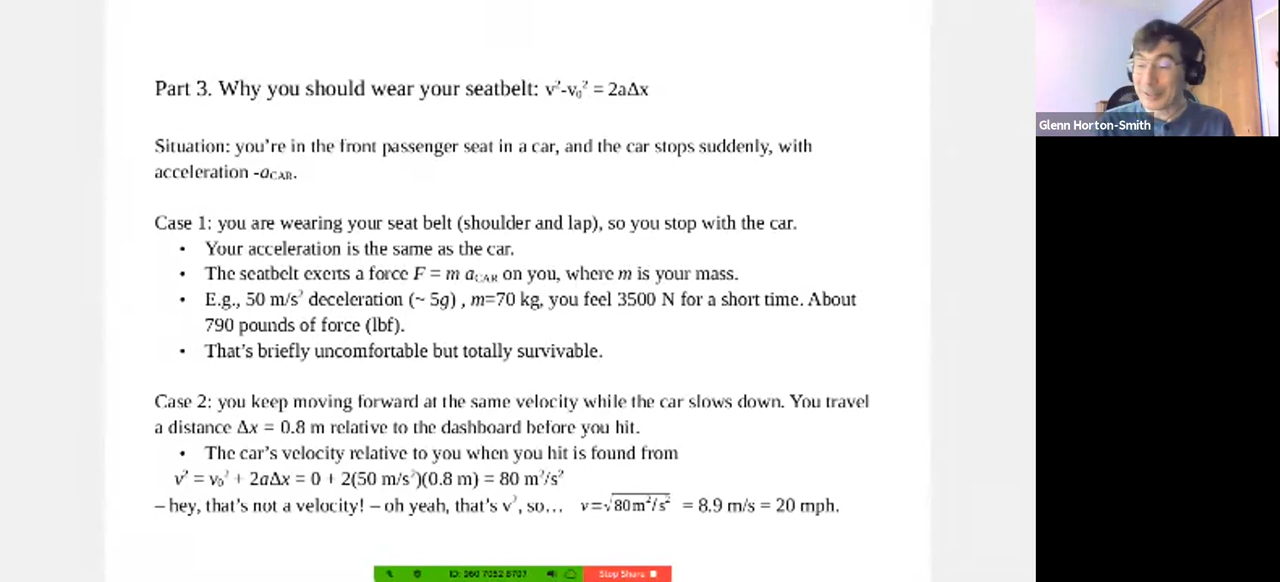 Part 3. Why you should wear your seatbelt: v²-v₀² = 2aΔx
Situation: you're in the front passenger seat in a car, and the car stops suddenly, with
acceleration -aCAR.
Case 1: you are wearing your seat belt (shoulder and lap), so you stop with the car.
• Your acceleration is the same as the car.
• The seatbelt exerts a force F = m aCAR on you, where m is your mass.
• E.g., 50 m/s² deceleration (~ 5g) , m=70 kg, you feel 3500 N for a short time. About
790 pounds of force (lbf).
• That's briefly uncomfortable but totally survivable.
Case 2: you keep moving forward at the same velocity while the car slows down. You travel
a distance Δx = 0.8 m relative to the dashboard before you hit.
• The car's velocity relative to you when you hit is found from
v² = v₀² + 2aΔx = 0 + 2(50 m/s²)(0.8 m) = 80 m²/s²
– hey, that's not a velocity! – oh yeah, that's v², so... v=√80m²/s² = 8.9 m/s = 20 mph.
Glenn Horton-Smith
ID: 360 7052 8707
Stop Share